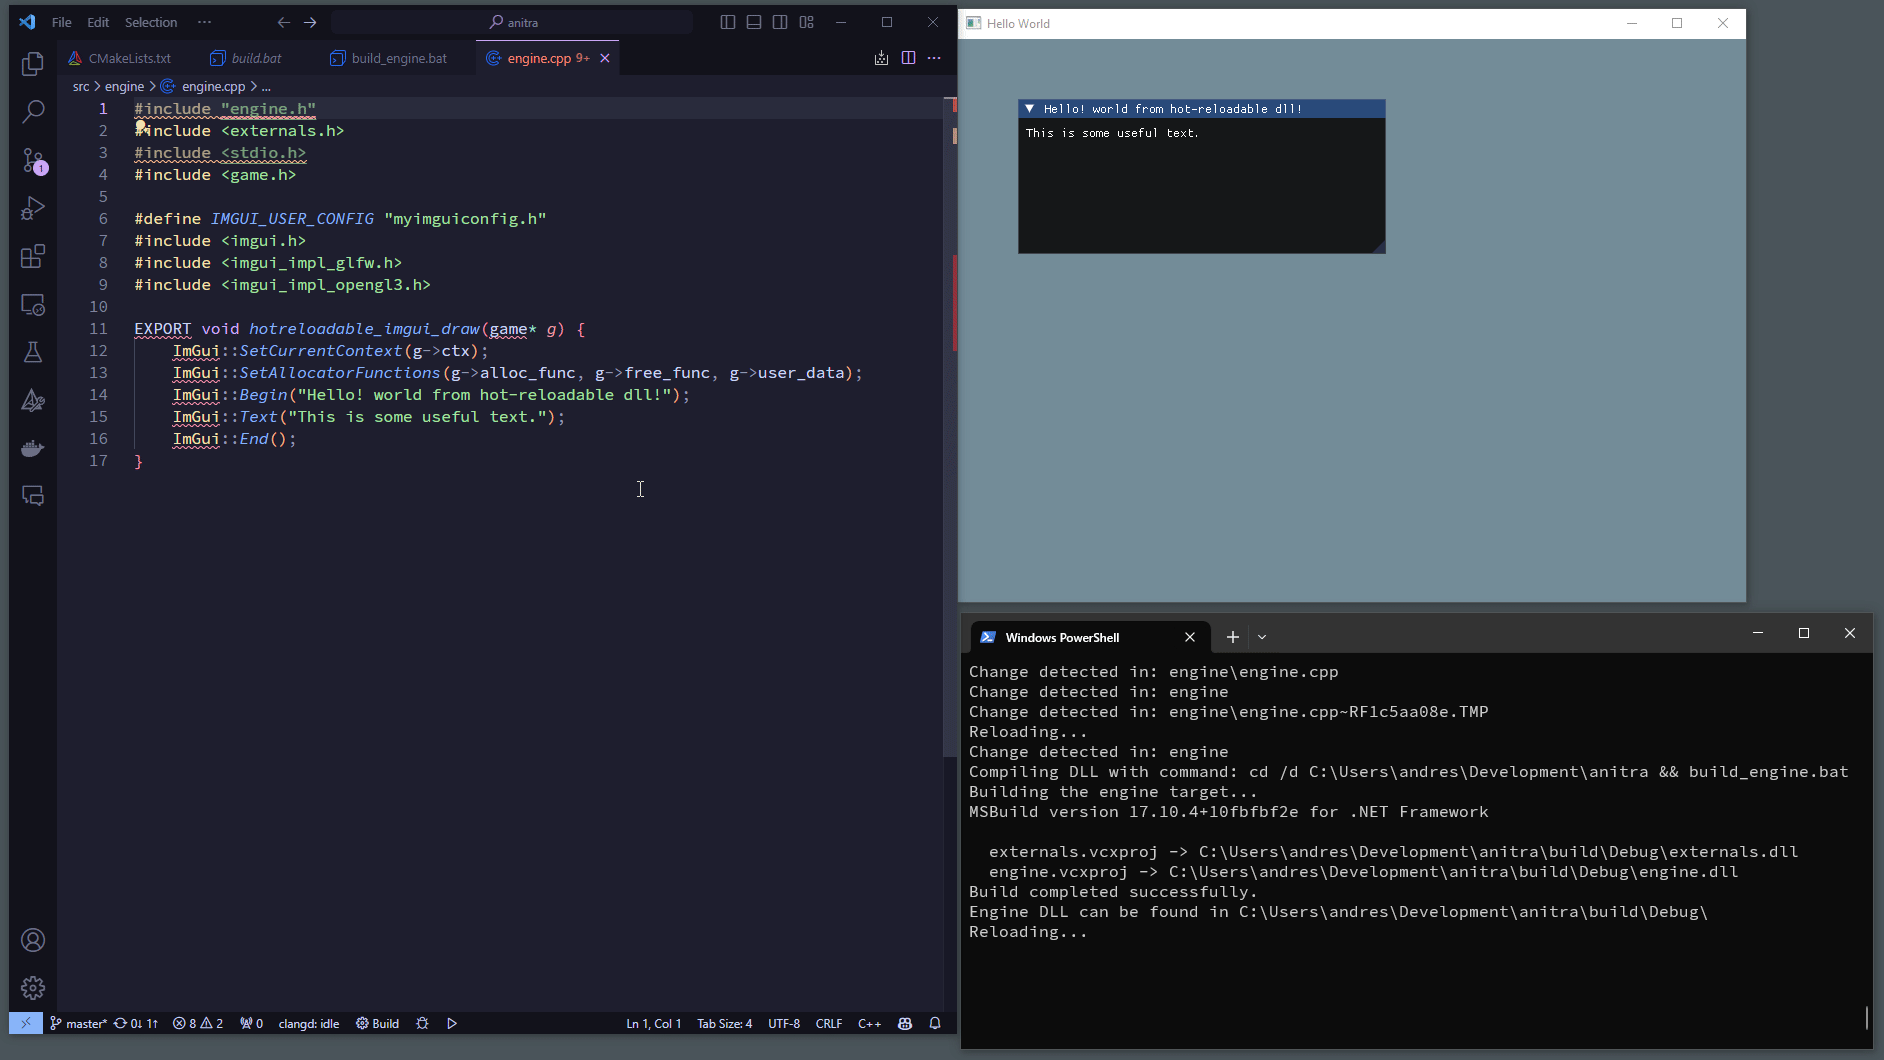 File Edit Selection ··· anitra
CMakeLists.txt build.bat build_engine.bat engine.cpp 9+
src > engine > engine.cpp > ...
1 #include "engine.h"
2 #include <externals.h>
3 #include <stdio.h>
4 #include <game.h>
5
6 #define IMGUI_USER_CONFIG "myimguiconfig.h"
7 #include <imgui.h>
8 #include <imgui_impl_glfw.h>
9 #include <imgui_impl_opengl3.h>
10
11 EXPORT void hotreloadable_imgui_draw(game* g) {
12 ImGui::SetCurrentContext(g->ctx);
13 ImGui::SetAllocatorFunctions(g->alloc_func, g->free_func, g->user_data);
14 ImGui::Begin("Hello! world from hot-reloadable dll!");
15 ImGui::Text("This is some useful text.");
16 ImGui::End();
17 }
1
master* 0↓ 1↑ 8 2 0 clangd: idle Build Ln 1, Col 1 Tab Size: 4 UTF-8 CRLF C++
Hello World
Hello! world from hot-reloadable dll!
This is some useful text.
Windows PowerShell
Change detected in: engine\engine.cpp
Change detected in: engine
Change detected in: engine\engine.cpp~RF1c5aa08e.TMP
Reloading...
Change detected in: engine
Compiling DLL with command: cd /d C:\Users\andres\Development\anitra && build_engine.bat
Building the engine target...
MSBuild version 17.10.4+10fbfbf2e for .NET Framework
externals.vcxproj -> C:\Users\andres\Development\anitra\build\Debug\externals.dll
engine.vcxproj -> C:\Users\andres\Development\anitra\build\Debug\engine.dll
Build completed successfully.
Engine DLL can be found in C:\Users\andres\Development\anitra\build\Debug\
Reloading...